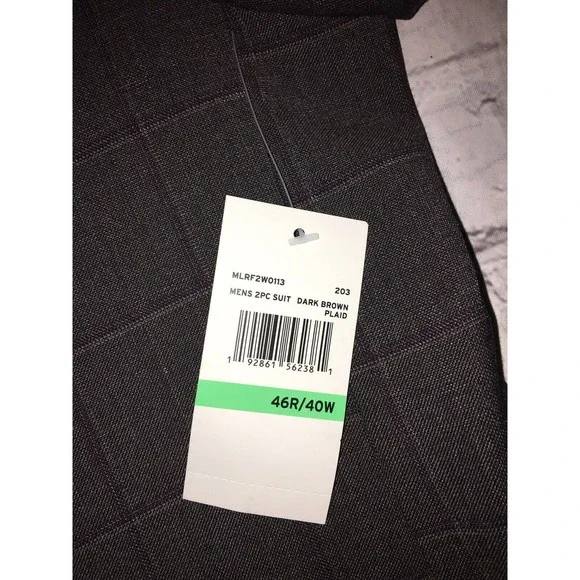 MLRF2W0113 203
MENS 2PC SUIT DARK BROWN
PLAID
1 92861 56238 1
46R/40W